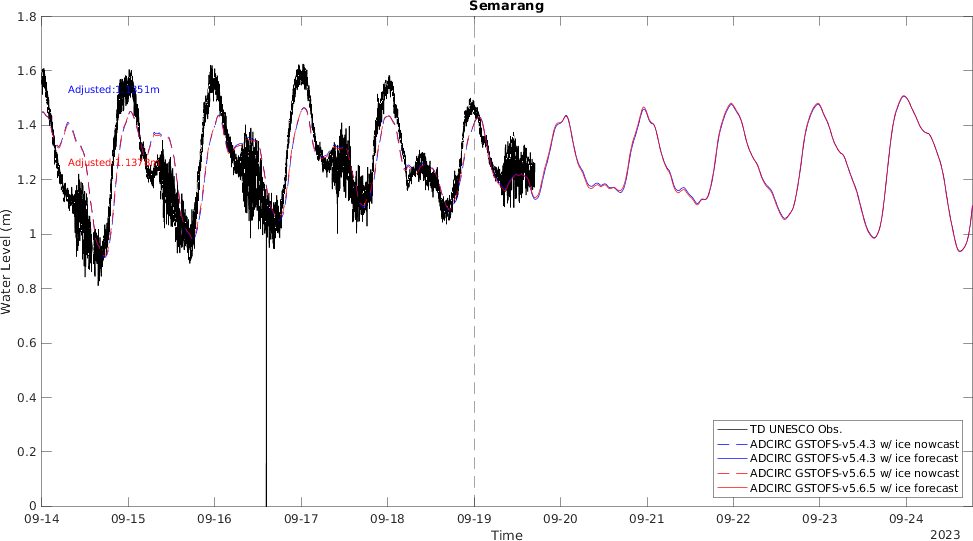 Semarang
1.8
1.6
1.4
1.2
1
0.8
0.6
0.4
0.2
0
Water Level (m)
09-14
09-15
09-16
09-17
09-18
09-19
09-20
09-21
09-22
09-23
09-24
Time
2023
TD UNESCO Obs.
ADCIRC GSTOFS-v5.4.3 w/ ice nowcast
ADCIRC GSTOFS-v5.4.3 w/ ice forecast
ADCIRC GSTOFS-v5.6.5 w/ ice nowcast
ADCIRC GSTOFS-v5.6.5 w/ ice forecast